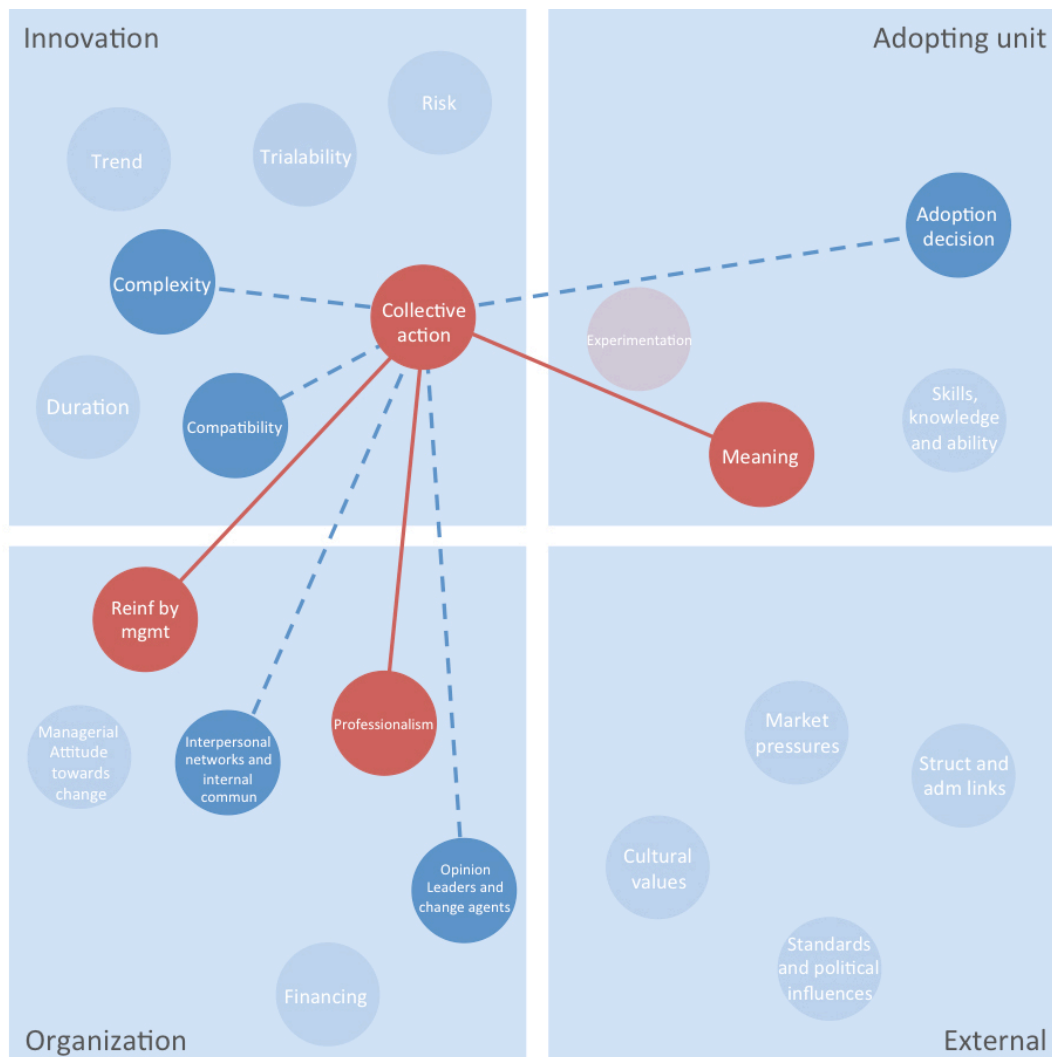 Innovation
Risk
Trend
Trialability
Complexity
Collective
action
Duration
Compatibility
Adopting unit
Adoption
decision
Experimentation
Skills,
knowledge
and ability
Meaning
Reinf by
mgmt
Managerial
Attitude
towards
change
Interpersonal
networks and
internal
commun
Professionalism
Opinion
Leaders and
change agents
Financing
Organization
Market
pressures
Struct and
adm links
Cultural
values
Standards
and political
influences
External